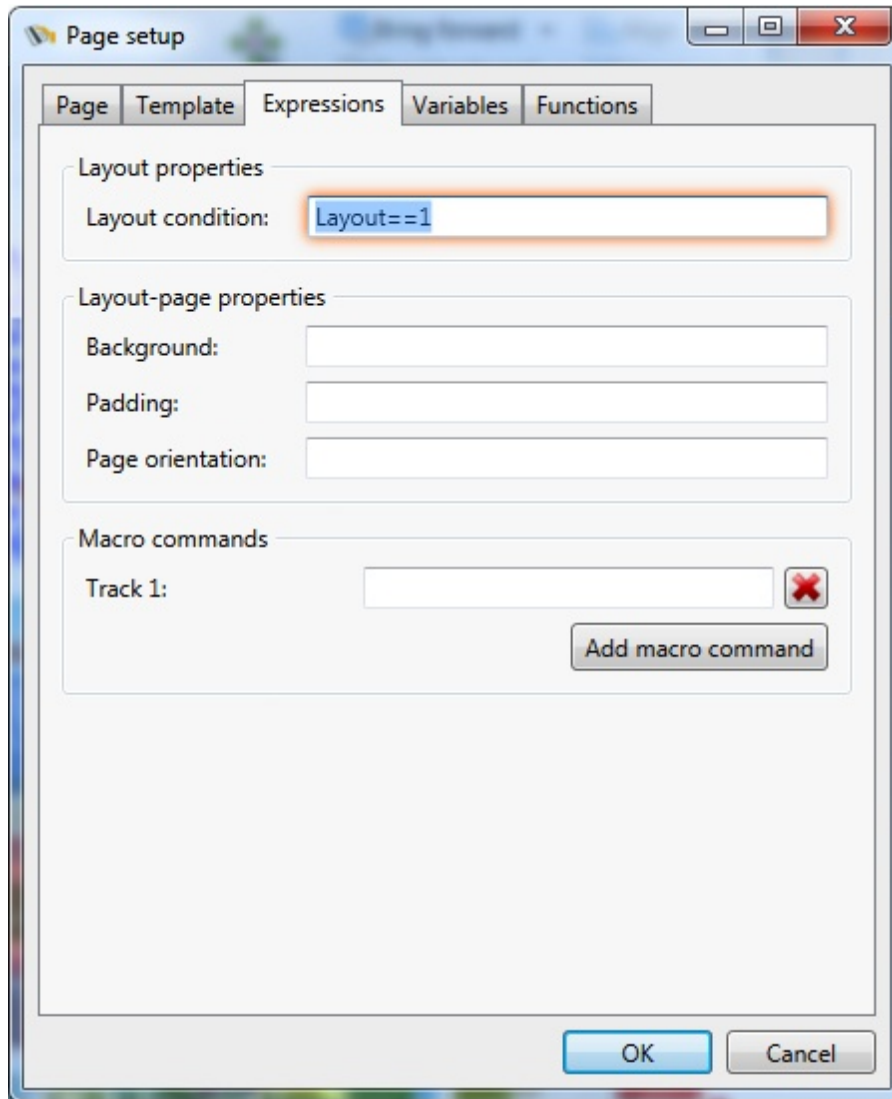 Page setup
Page Template Expressions Variables Functions
Layout properties
Layout condition: Layout==1
Layout-page properties
Background:
Padding:
Page orientation:
Macro commands
Track 1:
Add macro command
OK Cancel